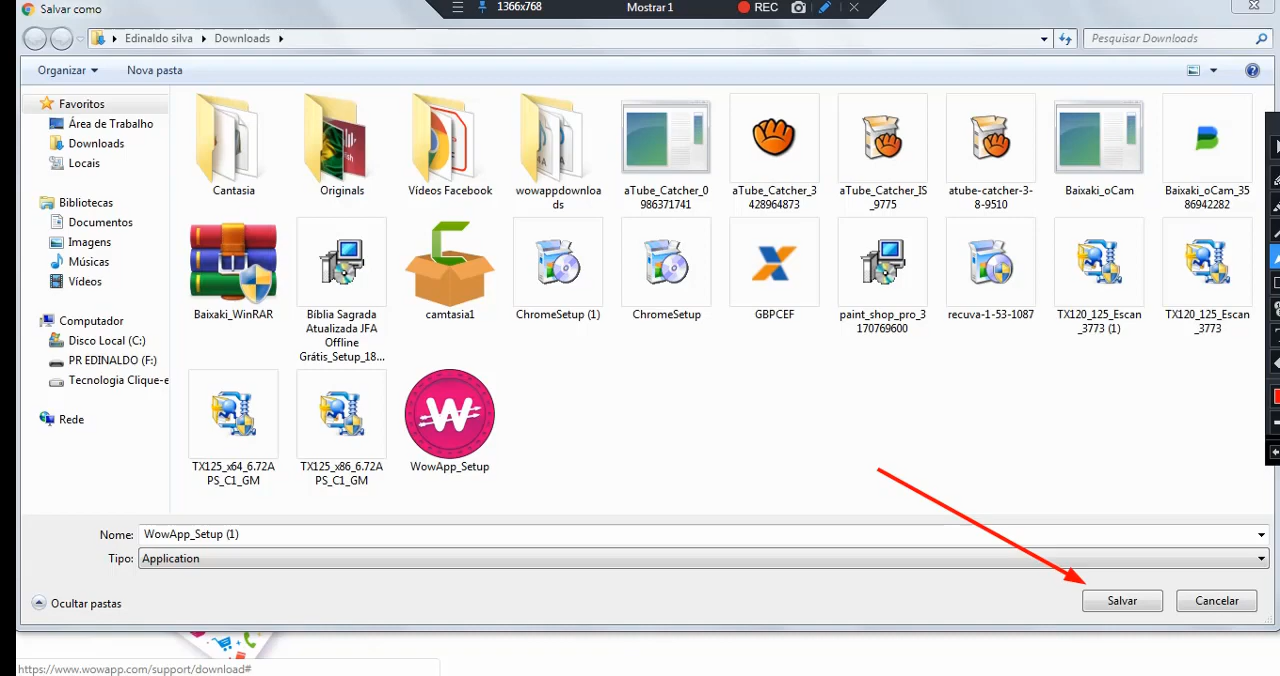 Salvar como
1366x768
Mostrar1
REC
Edinaldo silva
Downloads
Pesquisar Downloads
Organizar
Nova pasta
Favoritos
Área de Trabalho
Downloads
Locais
Bibliotecas
Documentos
Imagens
Músicas
Vídeos
Computador
Disco Local (C:)
PR EDINALDO (F:)
Tecnologia Clique-e
Rede
Cantasia
Originals
Vídeos Facebook
wowappdownloa
ds
aTube_Catcher_0
986371741
aTube_Catcher_3
428964873
aTube_Catcher_IS
_9775
atube-catcher-3-
8-9510
Baixaki_oCam
Baixaki_oCam_35
86942282
Baixaki_WinRAR
Bíblia Sagrada
Atualizada JFA
Offline
Grátis_Setup_18...
camtasia1
ChromeSetup (1)
ChromeSetup
GBPCEF
paint_shop_pro_3
170769600
recuva-1-53-1087
TX120_125_Escan
_3773 (1)
TX120_125_Escan
_3773
TX125_x64_6.72A
PS_C1_GM
TX125_x86_6.72A
PS_C1_GM
WowApp_Setup
Nome:
WowApp_Setup (1)
Tipo:
Application
Ocultar pastas
Salvar
Cancelar
https://www.wowapp.com/support/download#